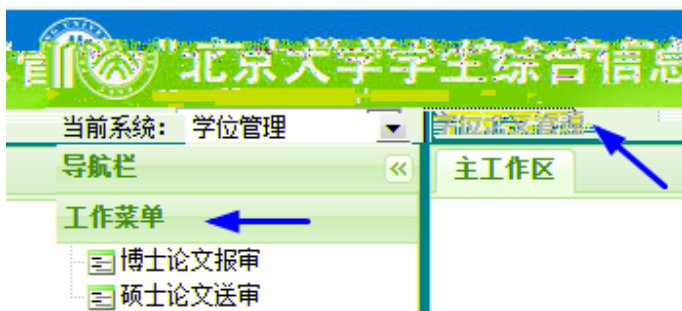 北京大学学生综合信息
当前系统： 学位管理
导航栏 主工作区
工作菜单
博士论文报审
硕士论文送审